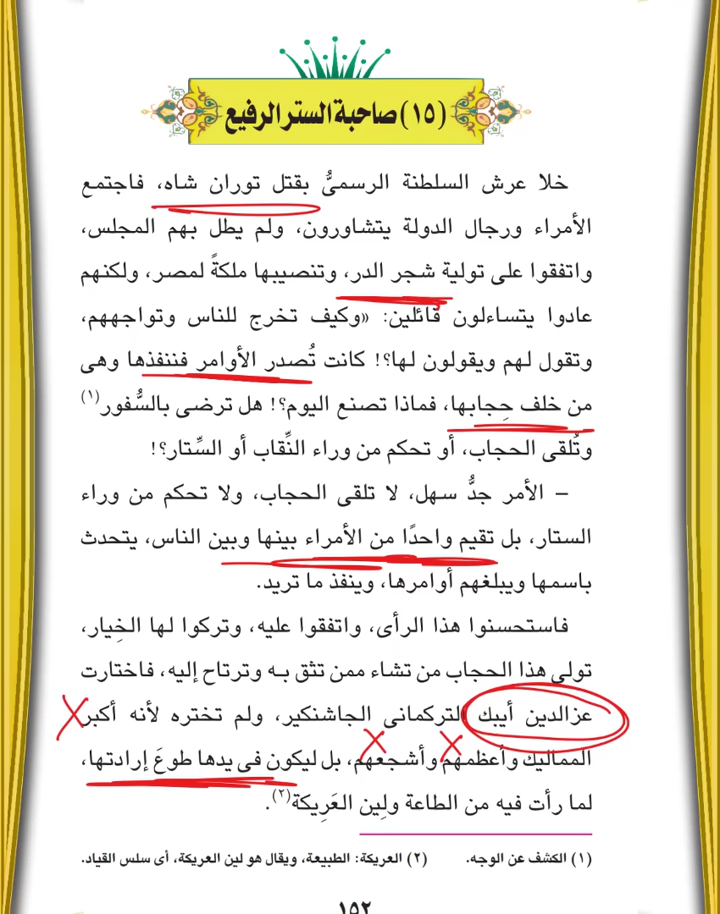 (١٥) صاحبة الستر الرفيع
خلا عرش السلطنة الرسمىُّ بقتل توران شاه، فاجتمع
الأمراء ورجال الدولة يتشاورون، ولم يطل بهم المجلس،
واتفقوا على تولية شجر الدر، وتنصيبها ملكةً لمصر، ولكنهم
عادوا يتساءلون قائلين: «وكيف تخرج للناس وتواجههم،
وتقول لهم ويقولون لها؟! كانت تُصدر الأوامر فننفذها وهى
من خلف حِجابها، فماذا تصنع اليوم؟! هل ترضى بالسُّفور(١)
وتُلقى الحجاب، أو تحكم من وراء النِّقاب أو السِّتار؟!
– الأمر جدُّ سهل، لا تلقى الحجاب، ولا تحكم من وراء
الستار، بل تقيم واحدًا من الأمراء بينها وبين الناس، يتحدث
باسمها ويبلغهم أوامرها، وينفذ ما تريد.
فاستحسنوا هذا الرأى، واتفقوا عليه، وتركوا لها الخِيار،
تولى هذا الحجاب من تشاء ممن تثق به وترتاح إليه، فاختارت
عزالدين أيبك التركمانى الجاشنكير، ولم تختره لأنه أكبر
المماليك وأعظمهم وأشجعهم، بل ليكون فى يدها طوعَ إرادتها،
لما رأت فيه من الطاعة ولِين العَرِيكة(٢).
(١) الكشف عن الوجه. (٢) العريكة: الطبيعة، ويقال هو لين العريكة، أى سلس القياد.
١٥٢